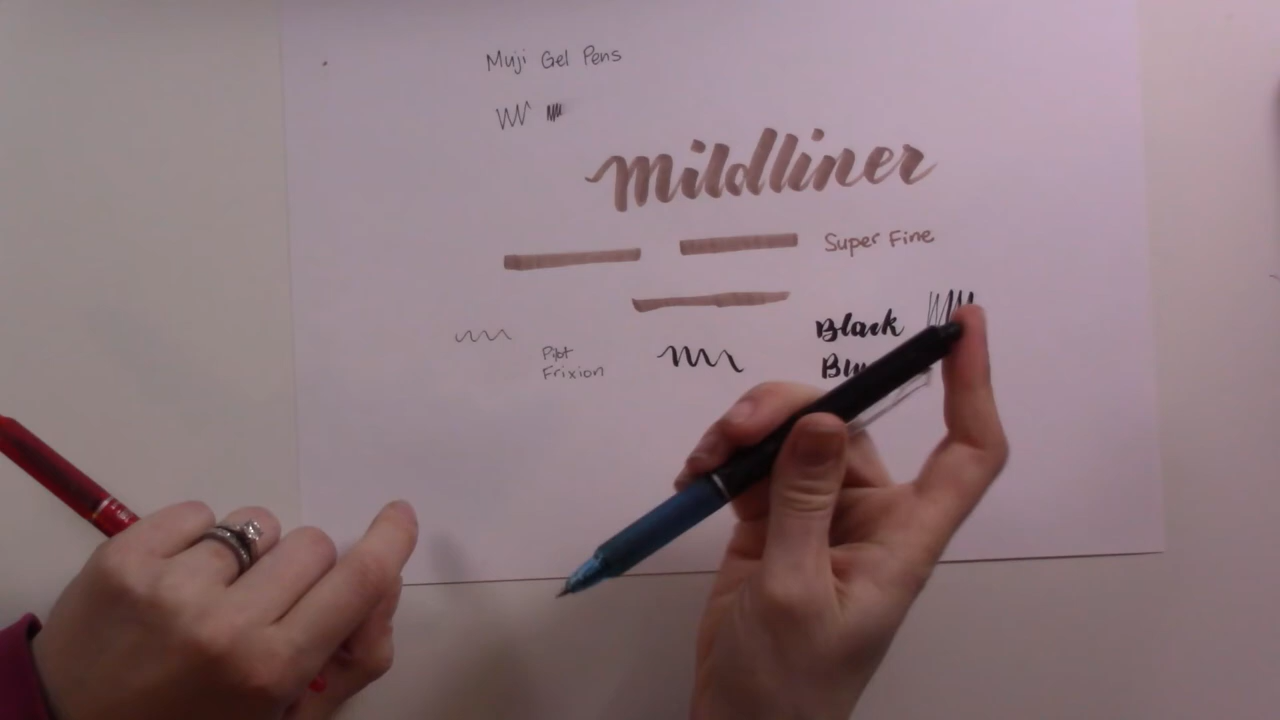 Muji Gel Pens
mildliner
Super Fine
Black
Pilot
Frixion